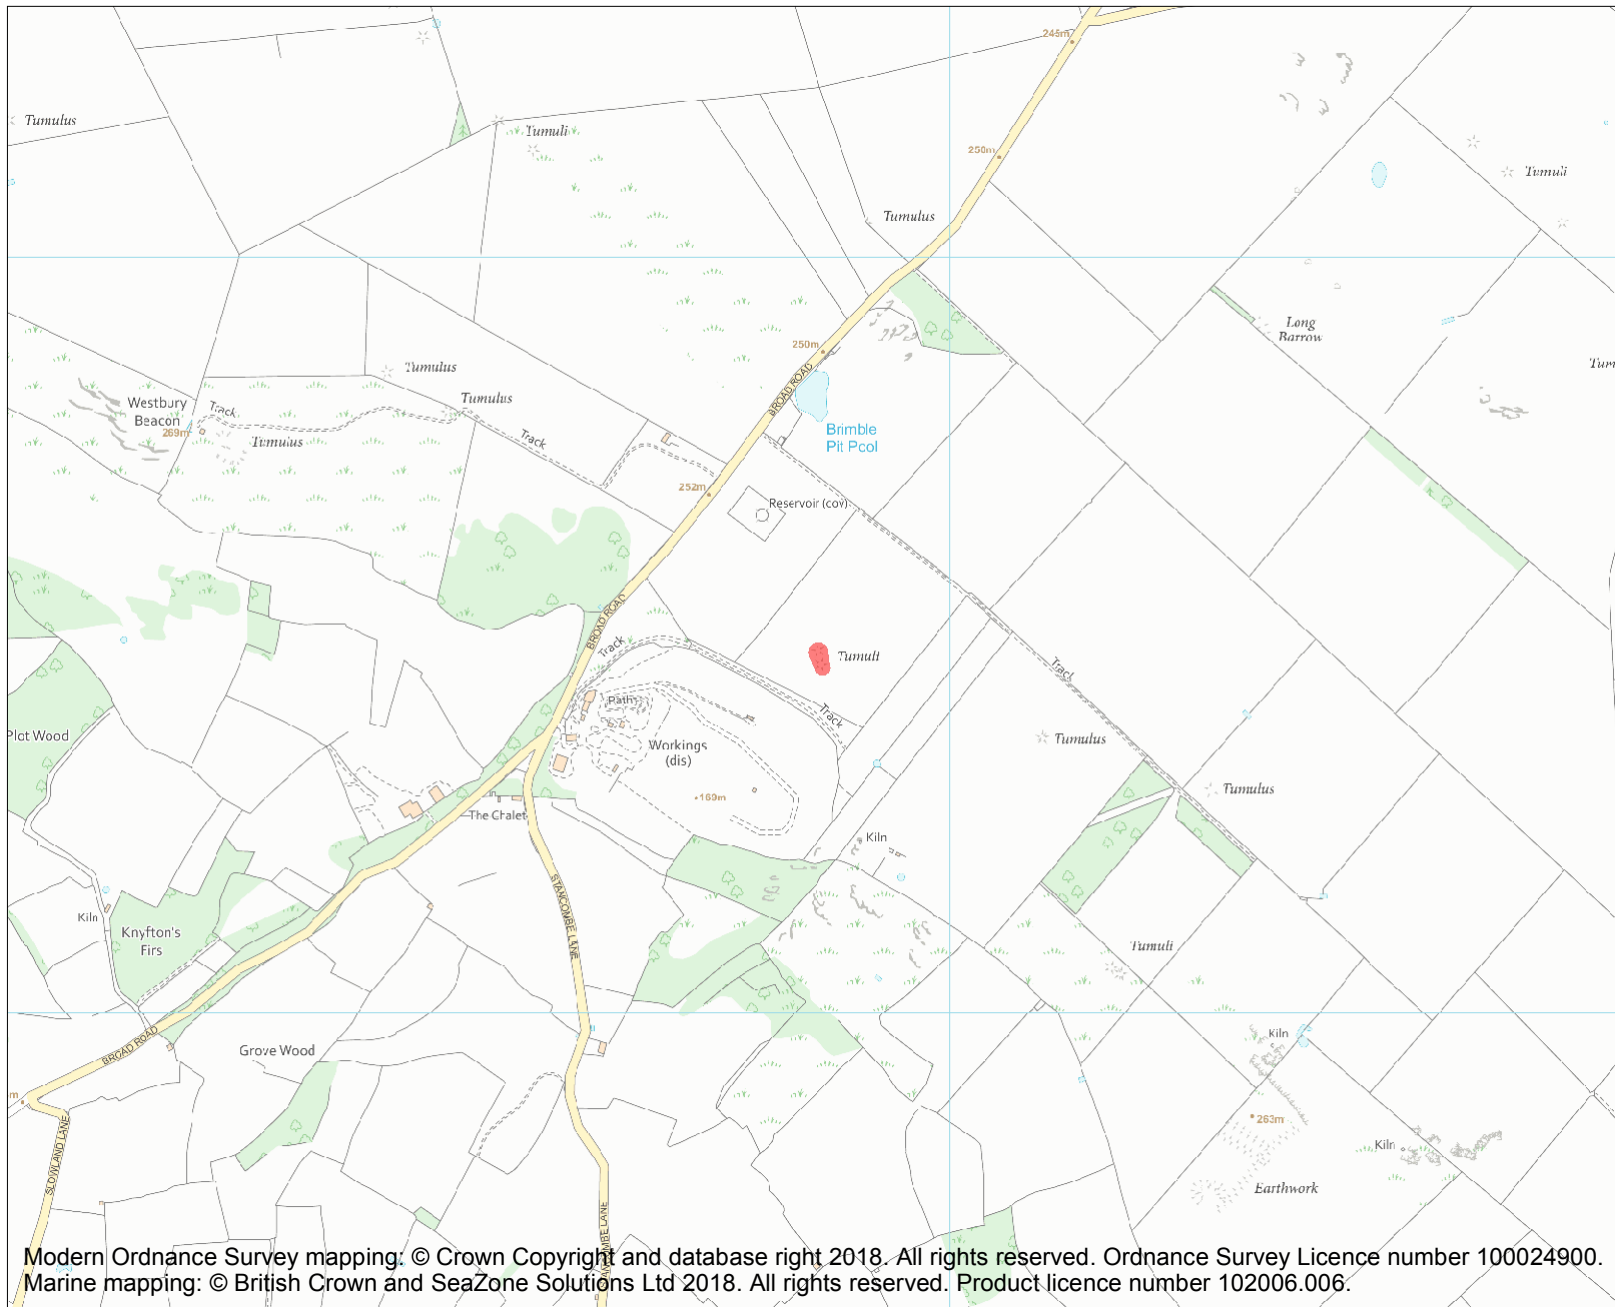 245m
Tumulus
Tumuli
250m
Tumuli
Tumulus
Long
Barrow
250m
BROAD ROAD
Tumulus
Tumulus
Westbury
Beacon
Track
269m
Tumulus
Track
Brimble
Pit Pool
252m
Reservoir (cov)
BROAD ROAD
Track
Tumuli
Track
Path
Track
Plot Wood
Workings
(dis)
Tumulus
Tumulus
169m
The Chalet
Kiln
STANCOMBE LANE
Kiln
Knyfton's
Firs
Tumuli
BROAD ROAD
Grove Wood
Kiln
263m
SLOWLAND LANE
Kiln
Earthwork
STANCOMBE LANE
Modern Ordnance Survey mapping: © Crown Copyright and database right 2018. All rights reserved. Ordnance Survey Licence number 100024900.
Marine mapping: © British Crown and SeaZone Solutions Ltd 2018. All rights reserved. Product licence number 102006.006.